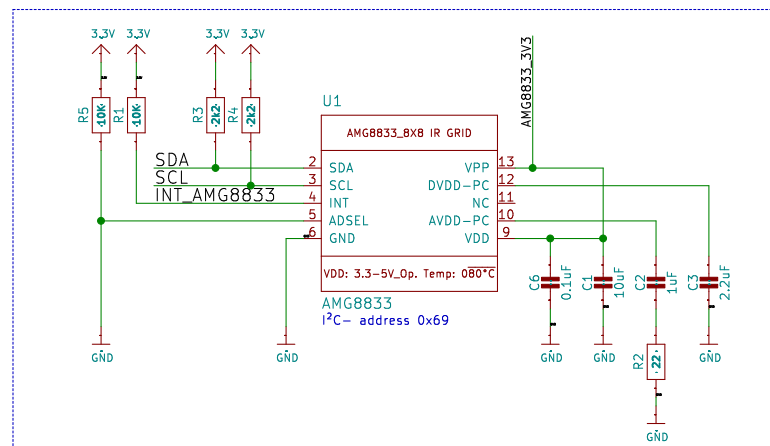 3.3V 3.3V 3.3V 3.3V
AMG8833_3V3
R5 10K R1 10K R3 2k2 R4 2k2
U1
AMG8833_8X8 IR GRID
SDA 2 SDA VPP 13
SCL 3 SCL DVDD-PC 12
INT_AMG8833 4 INT NC 11
5 ADSEL AVDD-PC 10
6 GND VDD 9
VDD: 3.3-5V_Op. Temp: 080°C
AMG8833
I²C- address 0x69
C6 0.1uF C1 10uF C2 1uF C3 2.2uF
GND GND GND GND GND
R2 22
GND